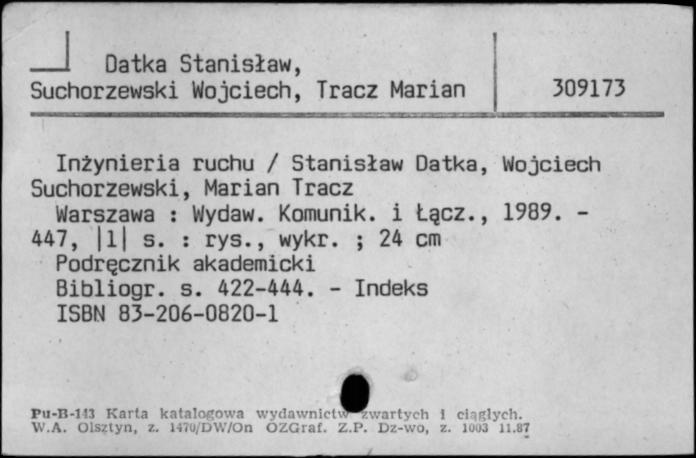 Datka Stanisław,
Suchorzewski Wojciech, Tracz Marian
309173
Inżynieria ruchu / Stanisław Datka, Wojciech
Suchorzewski, Marian Tracz
Warszawa : Wydaw. Komunik. i Łącz., 1989. -
447, |1| s. : rys., wykr. ; 24 cm
Podręcznik akademicki
Bibliogr. s. 422-444. - Indeks
ISBN 83-206-0820-1
Pu-B-143 Karta katalogowa wydawnictw zwartych i ciągłych.
W.A. Olsztyn, z. 1470/DW/On OZGraf. Z.P. Dz-wo, z. 1003 11.87